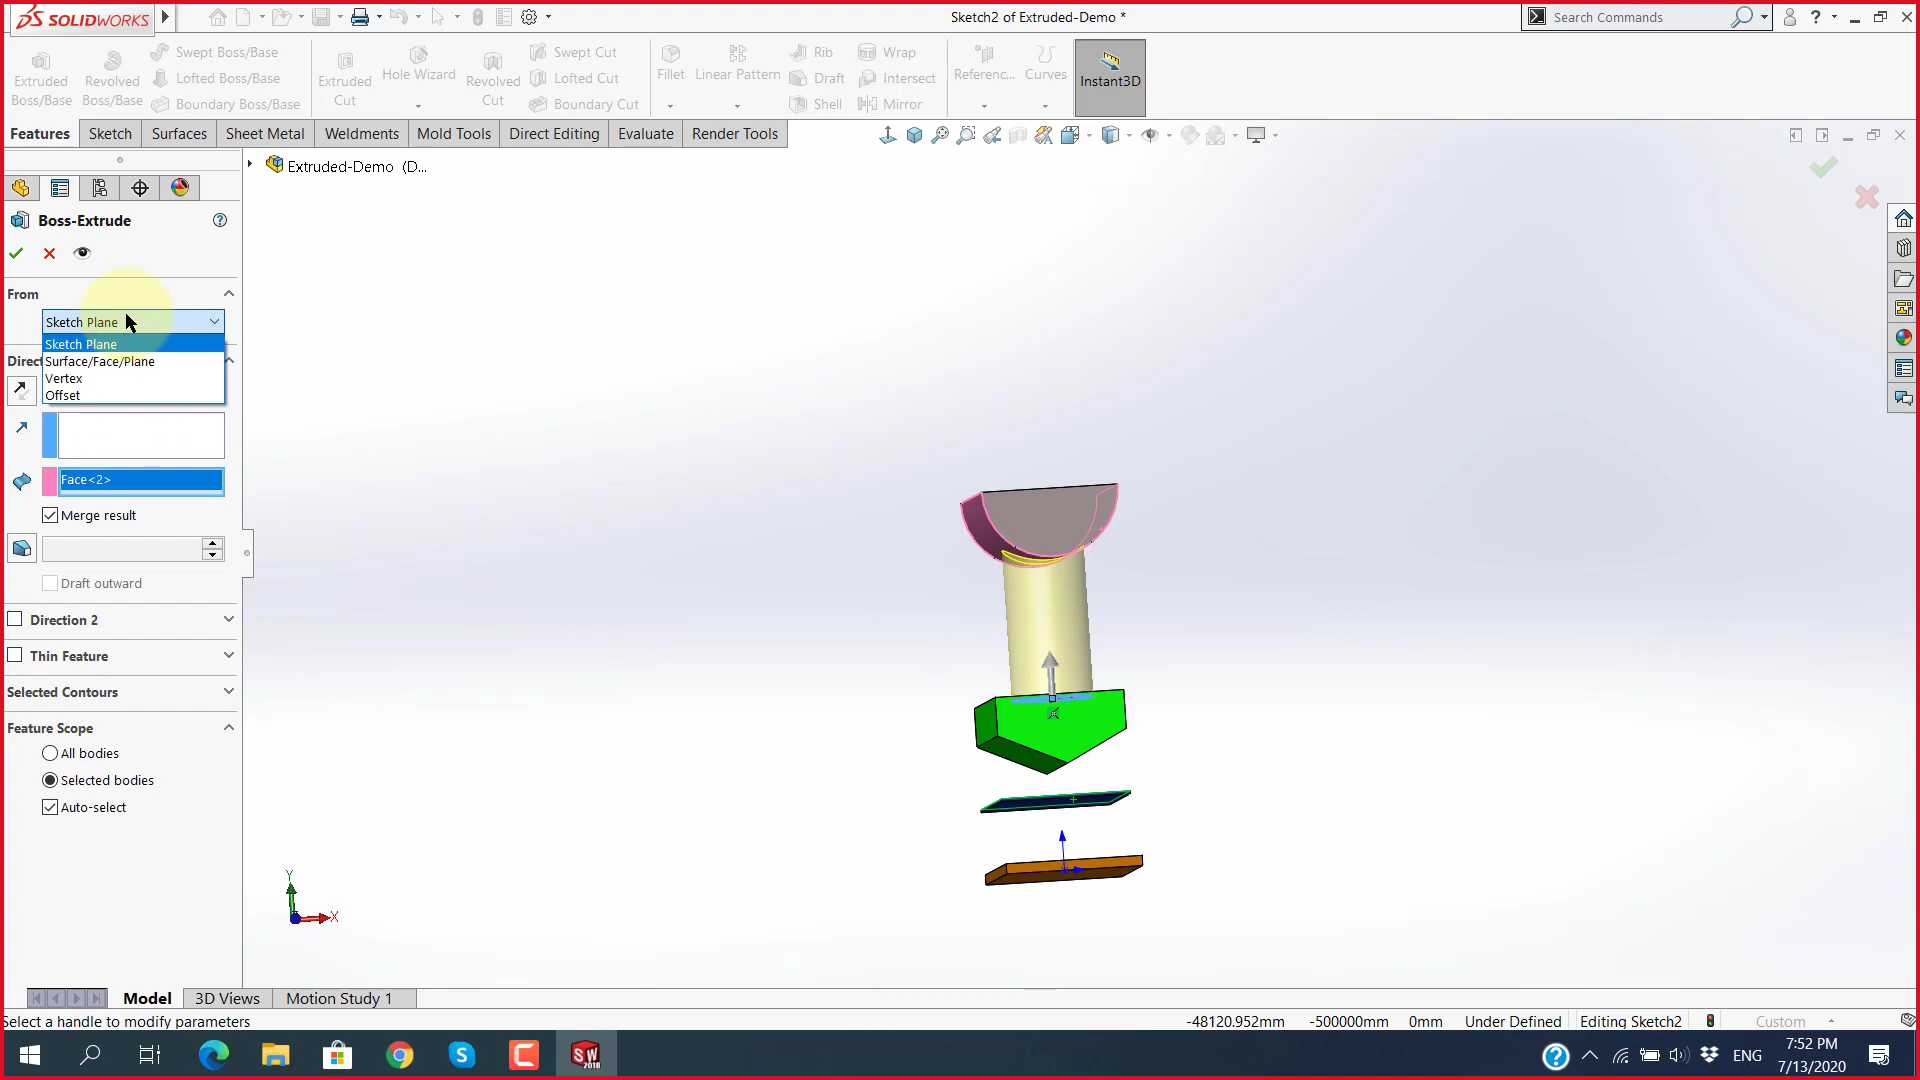 SOLIDWORKS
Sketch2 of Extruded-Demo *
Search Commands
Extruded Boss/Base
Revolved Boss/Base
Swept Boss/Base
Lofted Boss/Base
Boundary Boss/Base
Extruded Cut
Hole Wizard
Revolved Cut
Swept Cut
Lofted Cut
Boundary Cut
Fillet
Linear Pattern
Rib
Draft
Shell
Wrap
Intersect
Mirror
Referenc...
Curves
Instant3D
Features
Sketch
Surfaces
Sheet Metal
Weldments
Mold Tools
Direct Editing
Evaluate
Render Tools
Extruded-Demo (D...
Boss-Extrude
From
Sketch Plane
Sketch Plane
Surface/Face/Plane
Vertex
Offset
Direc
Face<2>
Merge result
Draft outward
Direction 2
Thin Feature
Selected Contours
Feature Scope
All bodies
Selected bodies
Auto-select
Y
X
Model
3D Views
Motion Study 1
Select a handle to modify parameters
-48120.952mm
-500000mm
0mm
Under Defined
Editing Sketch2
Custom
SW
2018
ENG
7:52 PM
7/13/2020